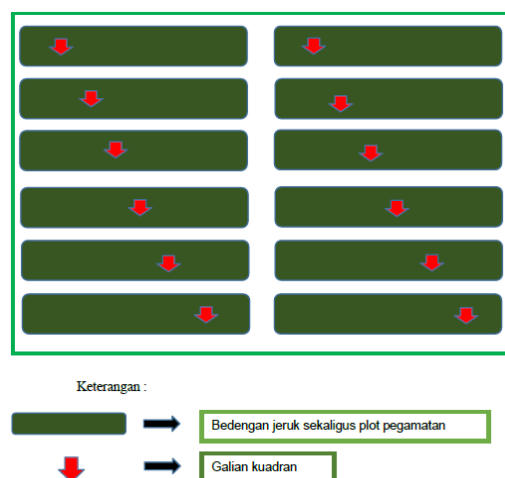 Keterangan :
Bedengan jeruk sekaligus plot pegamatan
Galian kuadran